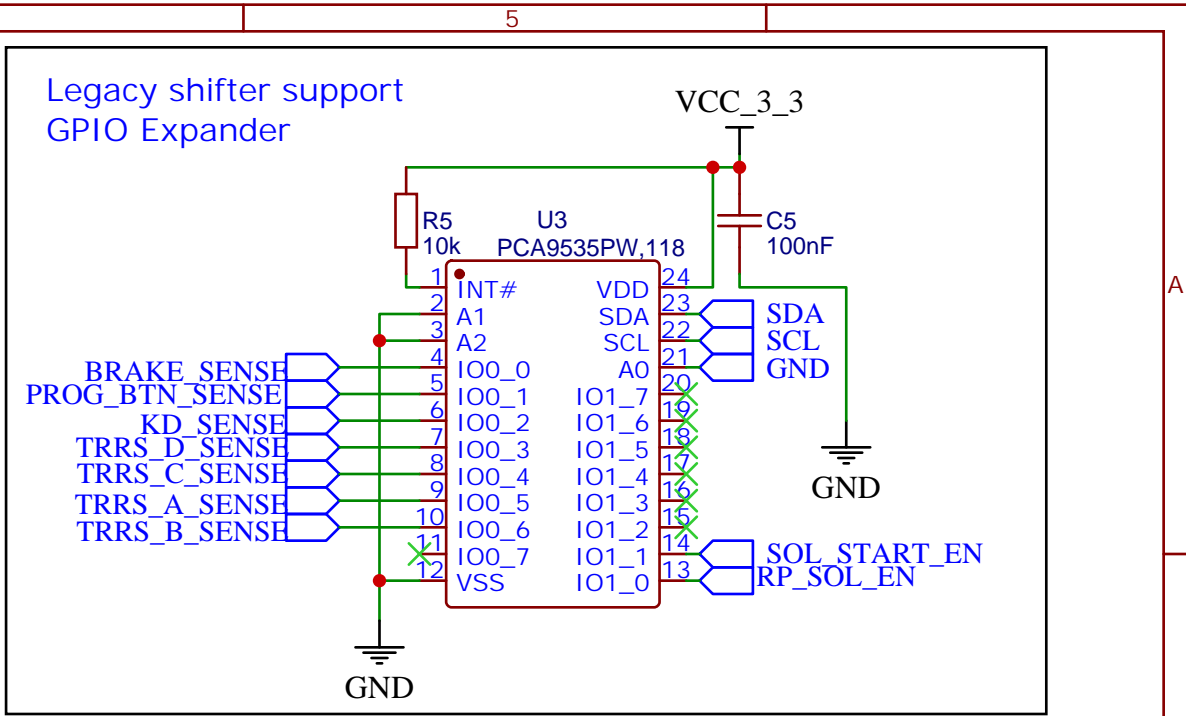 5
Legacy shifter support
GPIO Expander
VCC_3_3
A
R5
10k
U3
PCA9535PW,118
C5
100nF
1 INT# VDD 24
2 A1 SDA 23 SDA
3 A2 SCL 22 SCL
BRAKE_SENSE 4 IO0_0 A0 21 GND
PROG_BTN_SENSE 5 IO0_1 IO1_7 20
KD_SENSE 6 IO0_2 IO1_6 19
TRRS_D_SENSE 7 IO0_3 IO1_5 18
TRRS_C_SENSE 8 IO0_4 IO1_4 17
TRRS_A_SENSE 9 IO0_5 IO1_3 16
TRRS_B_SENSE 10 IO0_6 IO1_2 15
11 IO0_7 IO1_1 14 SOL_START_EN
12 VSS IO1_0 13 RP_SOL_EN
GND
GND